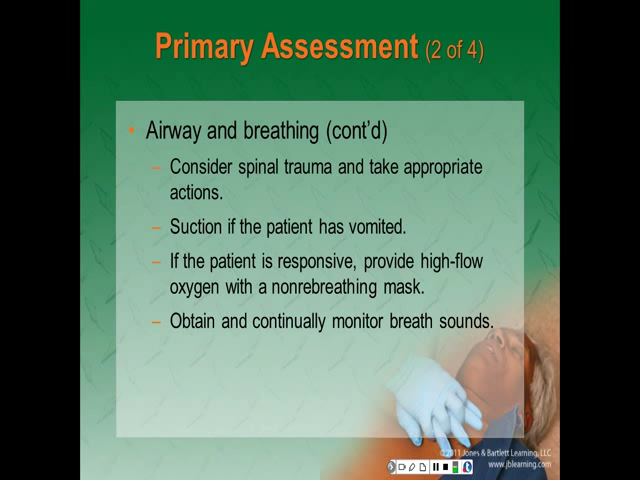 Primary Assessment (2 of 4)
• Airway and breathing (cont'd)
– Consider spinal trauma and take appropriate
actions.
– Suction if the patient has vomited.
– If the patient is responsive, provide high-flow
oxygen with a nonrebreathing mask.
– Obtain and continually monitor breath sounds.
© 2011 Jones & Bartlett Learning, LLC
www.jblearning.com